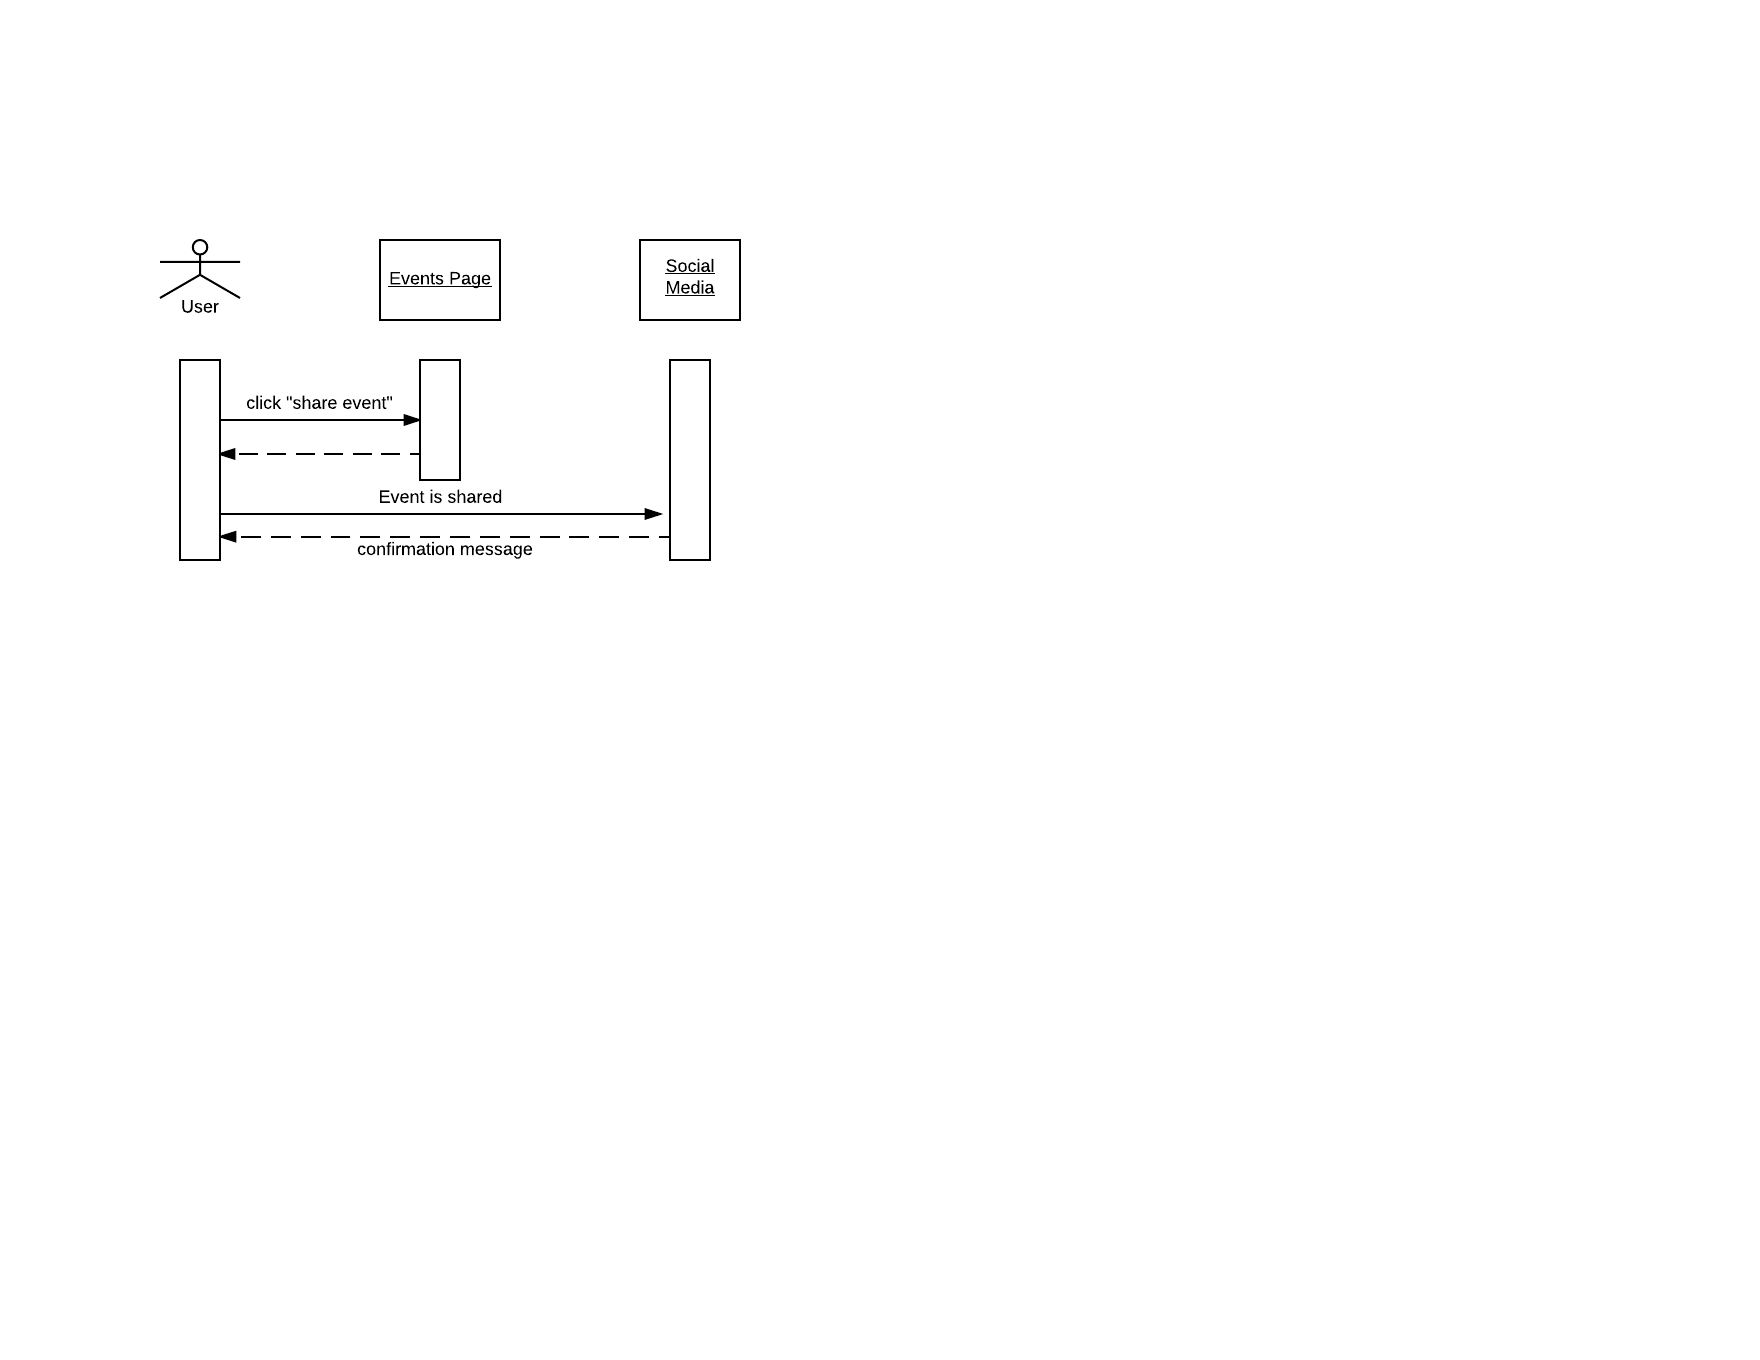 User
Events Page
Social
Media
click "share event"
Event is shared
confirmation message